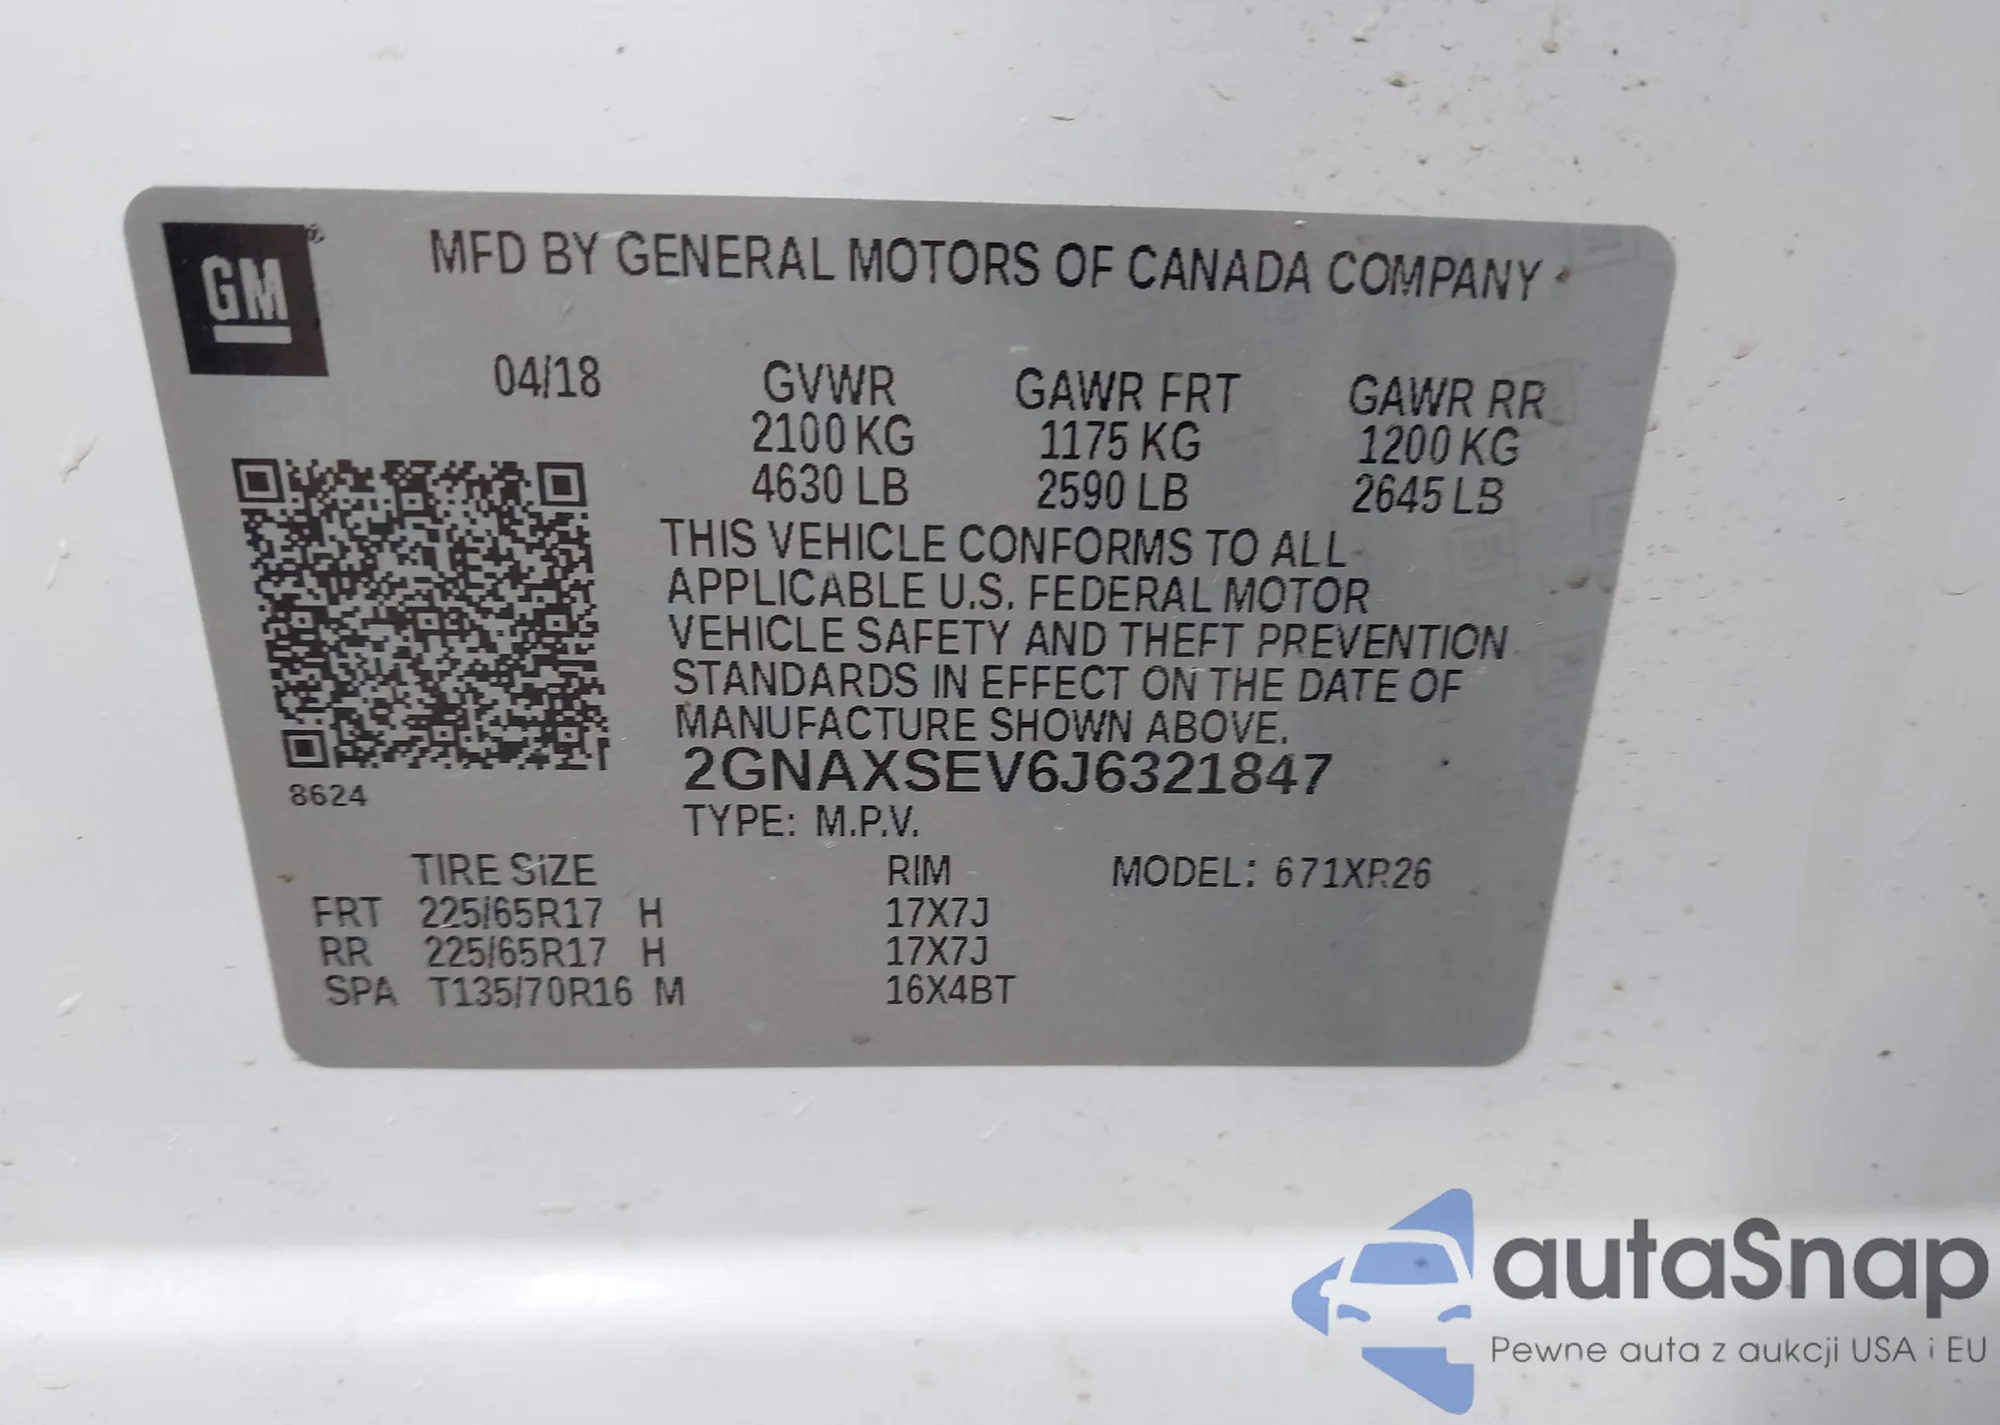 GM®
MFD BY GENERAL MOTORS OF CANADA COMPANY
04/18 GVWR GAWR FRT GAWR RR
2100 KG 1175 KG 1200 KG
4630 LB 2590 LB 2645 LB
THIS VEHICLE CONFORMS TO ALL
APPLICABLE U.S. FEDERAL MOTOR
VEHICLE SAFETY AND THEFT PREVENTION
STANDARDS IN EFFECT ON THE DATE OF
MANUFACTURE SHOWN ABOVE.
2GNAXSEV6J6321847
8624
TYPE: M.P.V.
TIRE SIZE RIM MODEL: 671XR26
FRT 225/65R17 H 17X7J
RR 225/65R17 H 17X7J
SPA T135/70R16 M 16X4BT
autaSnap
Pewne auta z aukcji USA i EU